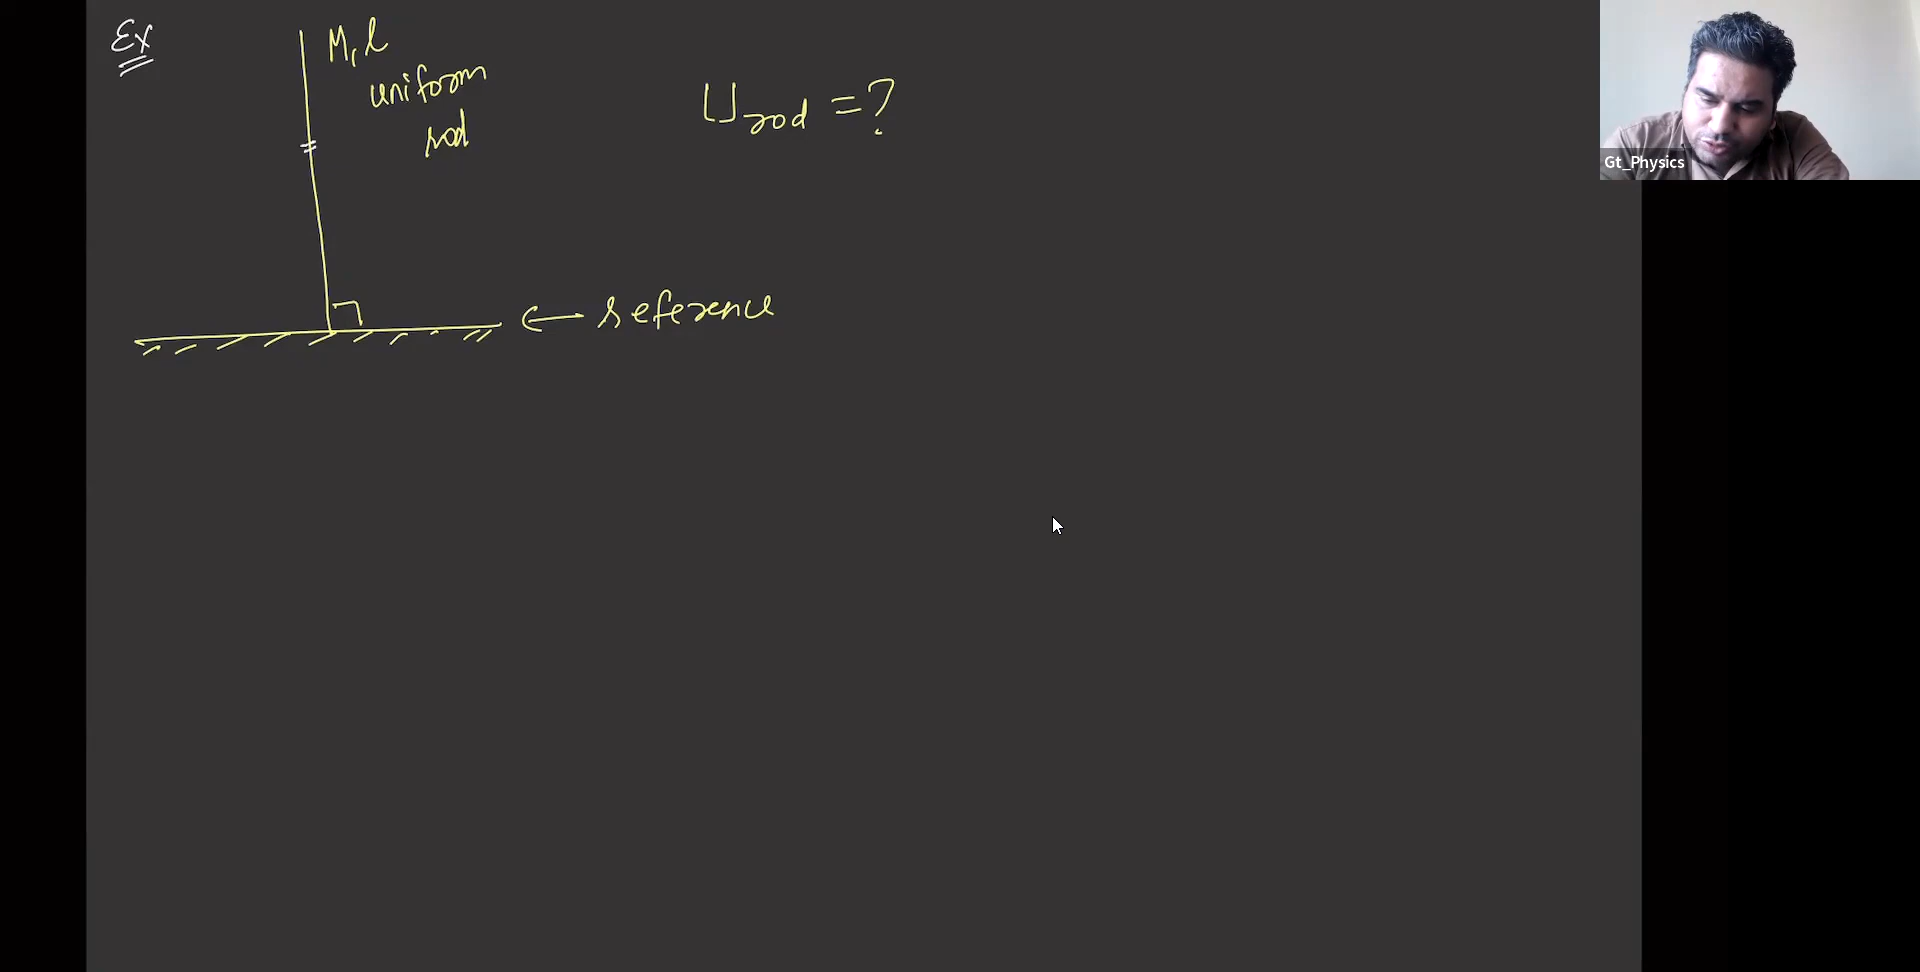 Ex
M, l
uniform
rod
U rod = ?
← reference
Gt_Physics